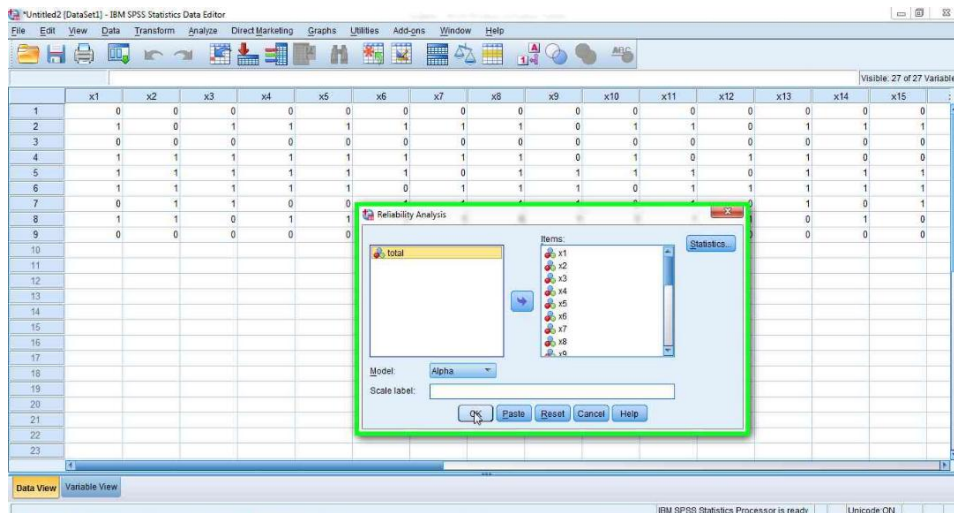 *Untitled2 [DataSet1] - IBM SPSS Statistics Data Editor
File Edit View Data Transform Analyze Direct Marketing Graphs Utilities Add-ons Window Help
Visible: 27 of 27 Variable
x1 x2 x3 x4 x5 x6 x7 x8 x9 x10 x11 x12 x13 x14 x15
1 0 0 0 0 0 0 0 0 0 0 0 0 0 0 0
2 1 0 1 1 1 1 1 1 0 1 1 0 1 1 1
3 0 0 0 0 0 0 0 0 0 0 0 0 0 0 0
4 1 1 1 1 1 1 1 1 0 1 0 1 1 0 0
5 1 1 1 1 1 1 0 1 1 1 1 0 1 1 1
6 1 1 1 1 1 0 1 1 1 0 1 1 1 1 1
7 0 1 1 0 0 1 0 1
8 1 1 0 1 1 0 1 0
9 0 0 0 0 0 0 0 0
10
11
12
13
14
15
16
17
18
19
20
21
22
23
Reliability Analysis
Items:
total
x1
x2
x3
x4
x5
x6
x7
x8
x9
Statistics...
Model: Alpha
Scale label:
OK Paste Reset Cancel Help
Data View Variable View
IBM SPSS Statistics Processor is ready Unicode:ON